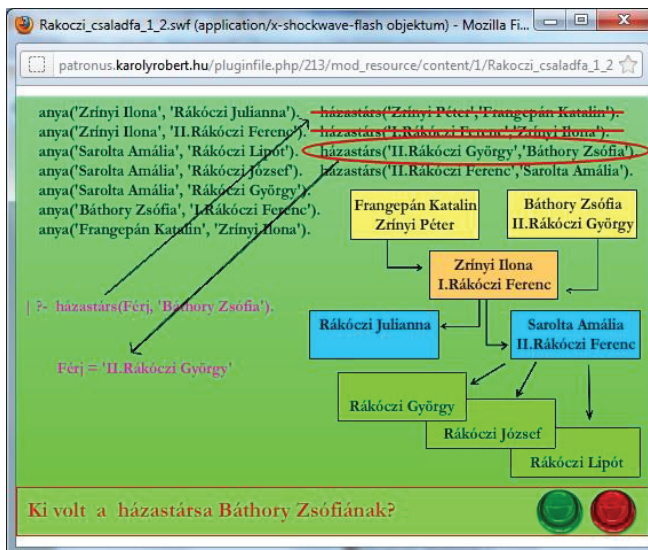 Rakoczi_csaladfa_1_2.swf (application/x-shockwave-flash objektum) - Mozilla Fi...
patronus.karolyrobert.hu/pluginfile.php/213/mod_resource/content/1/Rakoczi_csaladfa_1_2
anya('Zrínyi Ilona', 'Rákóczi Julianna').
anya('Zrínyi Ilona', 'II.Rákóczi Ferenc').
anya('Sarolta Amália', 'Rákóczi Lipót').
anya('Sarolta Amália', 'Rákóczi József').
anya('Sarolta Amália', 'Rákóczi György').
anya('Báthory Zsófia', 'I.Rákóczi Ferenc').
anya('Frangepán Katalin', 'Zrínyi Ilona').
házastárs('Zrínyi Péter','Frangepán Katalin').
házastárs('I.Rákóczi Ferenc','Zrínyi Ilona').
házastárs('II.Rákóczi György','Báthory Zsófia').
házastárs('II.Rákóczi Ferenc','Sarolta Amália').
Frangepán Katalin
Zrínyi Péter
Báthory Zsófia
II.Rákóczi György
Zrínyi Ilona
I.Rákóczi Ferenc
| ?- házastárs(Férj, 'Báthory Zsófia').
Rákóczi Julianna
Sarolta Amália
II.Rákóczi Ferenc
Férj = 'II.Rákóczi György'
Rákóczi György
Rákóczi József
Rákóczi Lipót
Ki volt a házastársa Báthory Zsófiának?